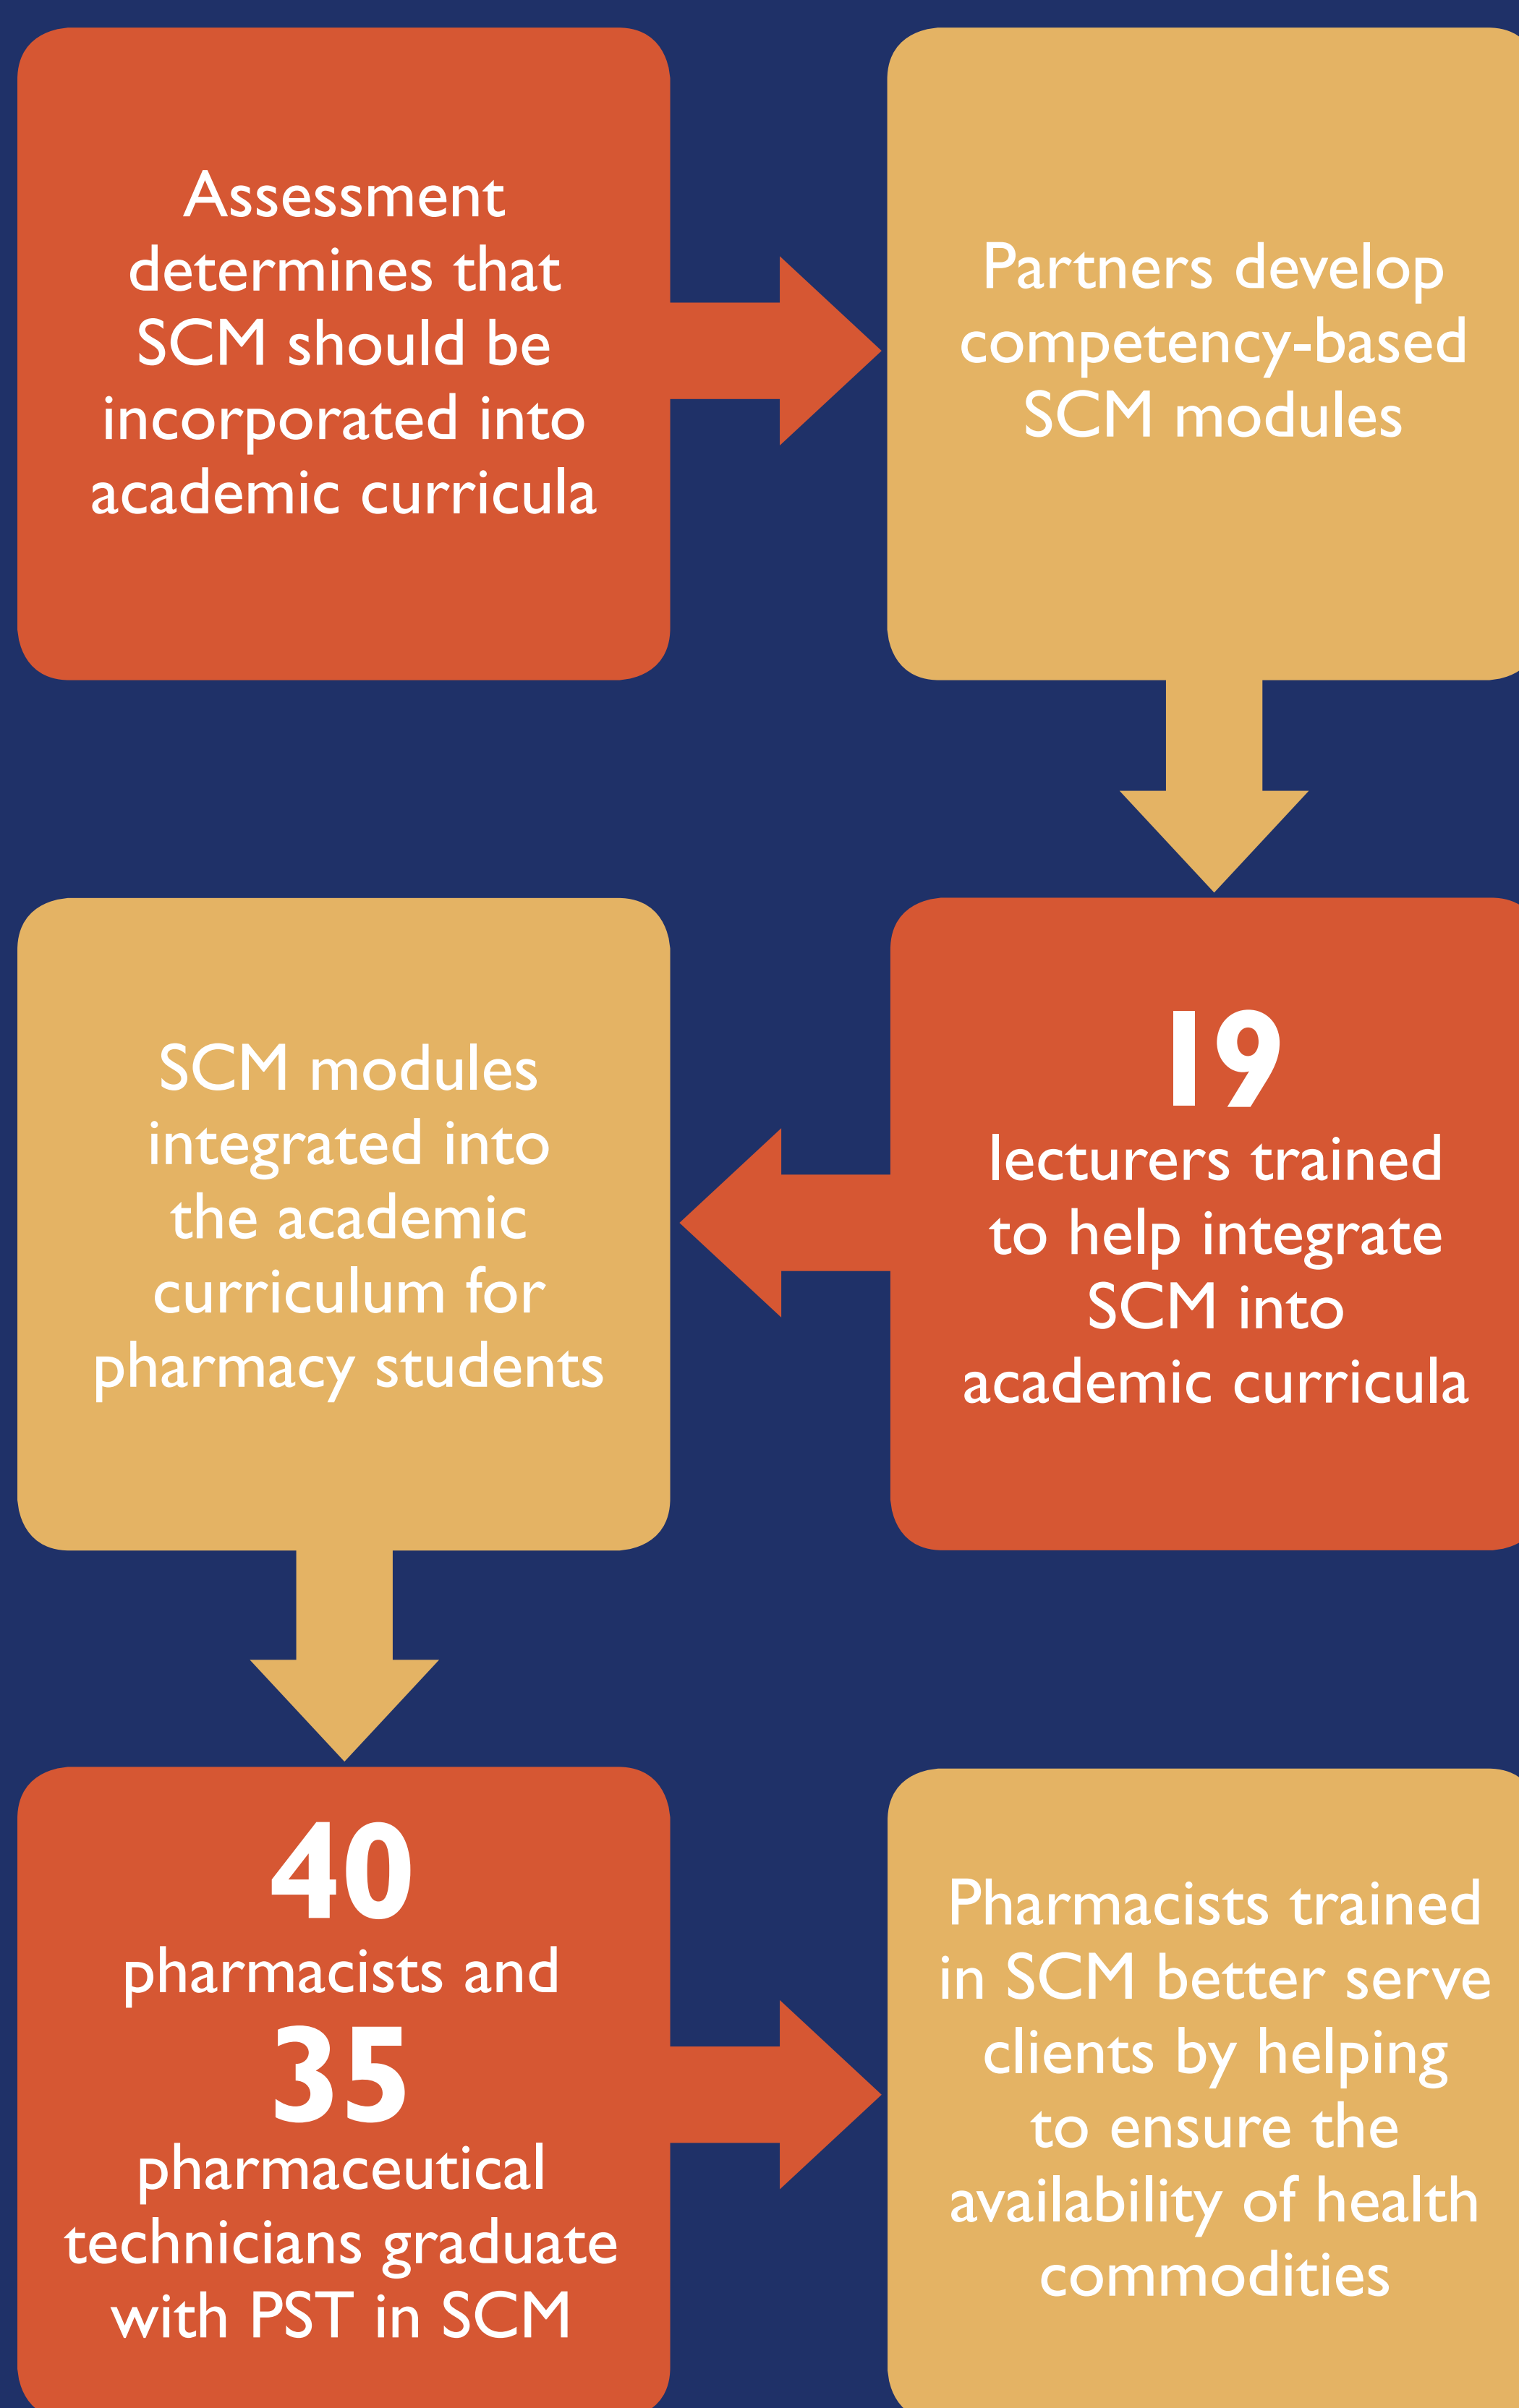 Assessment
determines that
SCM should be
incorporated into
academic curricula
Partners develop
competency-based
SCM modules
19
lecturers trained
to help integrate
SCM into
academic curricula
SCM modules
integrated into
the academic
curriculum for
pharmacy students
40
pharmacists and
35
pharmaceutical
technicians graduate
with PST in SCM
Pharmacists trained
in SCM better serve
clients by helping
to ensure the
availability of health
commodities